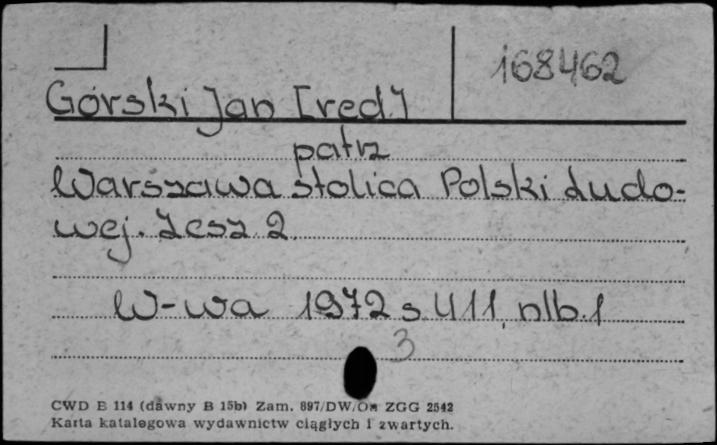 168462
Górski Jan [red.]
patrz
Warszawa stolica Polski Ludo-
wej. Zesz. 2.
W-wa 1972 s. 411, nlb. 1
3
CWD E 114 (dawny B 15b) Zam. 897/DW/On ZGG 2542
Karta katalogowa wydawnictw ciągłych i zwartych.